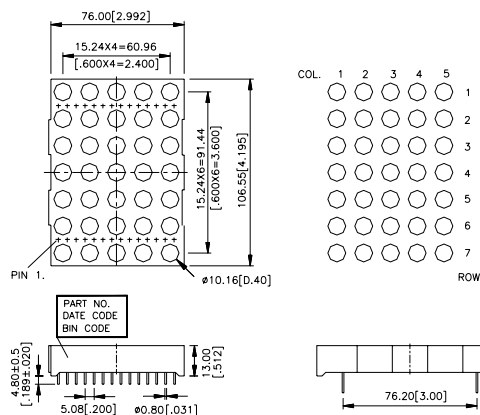 76.00[2.992]
15.24X4=60.96
[.600X4=2.400]
COL. 1 2 3 4 5
1
2
3
4
5
6
7
ROW
15.24X6=91.44
[.600X6=3.600]
106.55[4.195]
PIN 1.
ø10.16[D.40]
PART NO.
DATE CODE
BIN CODE
4.80±0.5
[.189±.020]
13.00
[.512]
5.08[.200]
ø0.80[.031]
76.20[3.00]